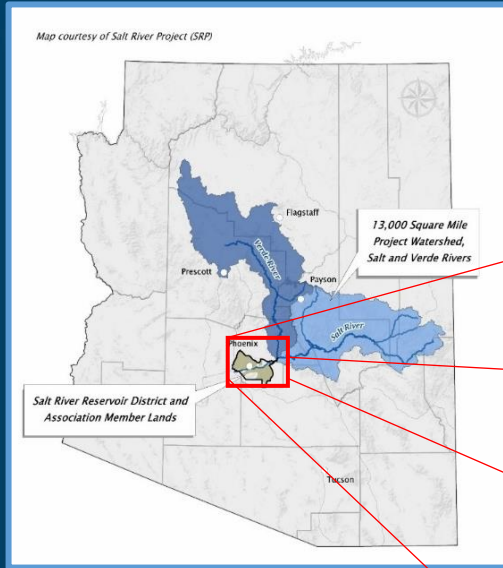 Map courtesy of Salt River Project (SRP)
Flagstaff
13,000 Square Mile
Project Watershed,
Salt and Verde Rivers
Verde River
Prescott
Payson
Salt River
Phoenix
Salt River Reservoir District and
Association Member Lands
Tucson